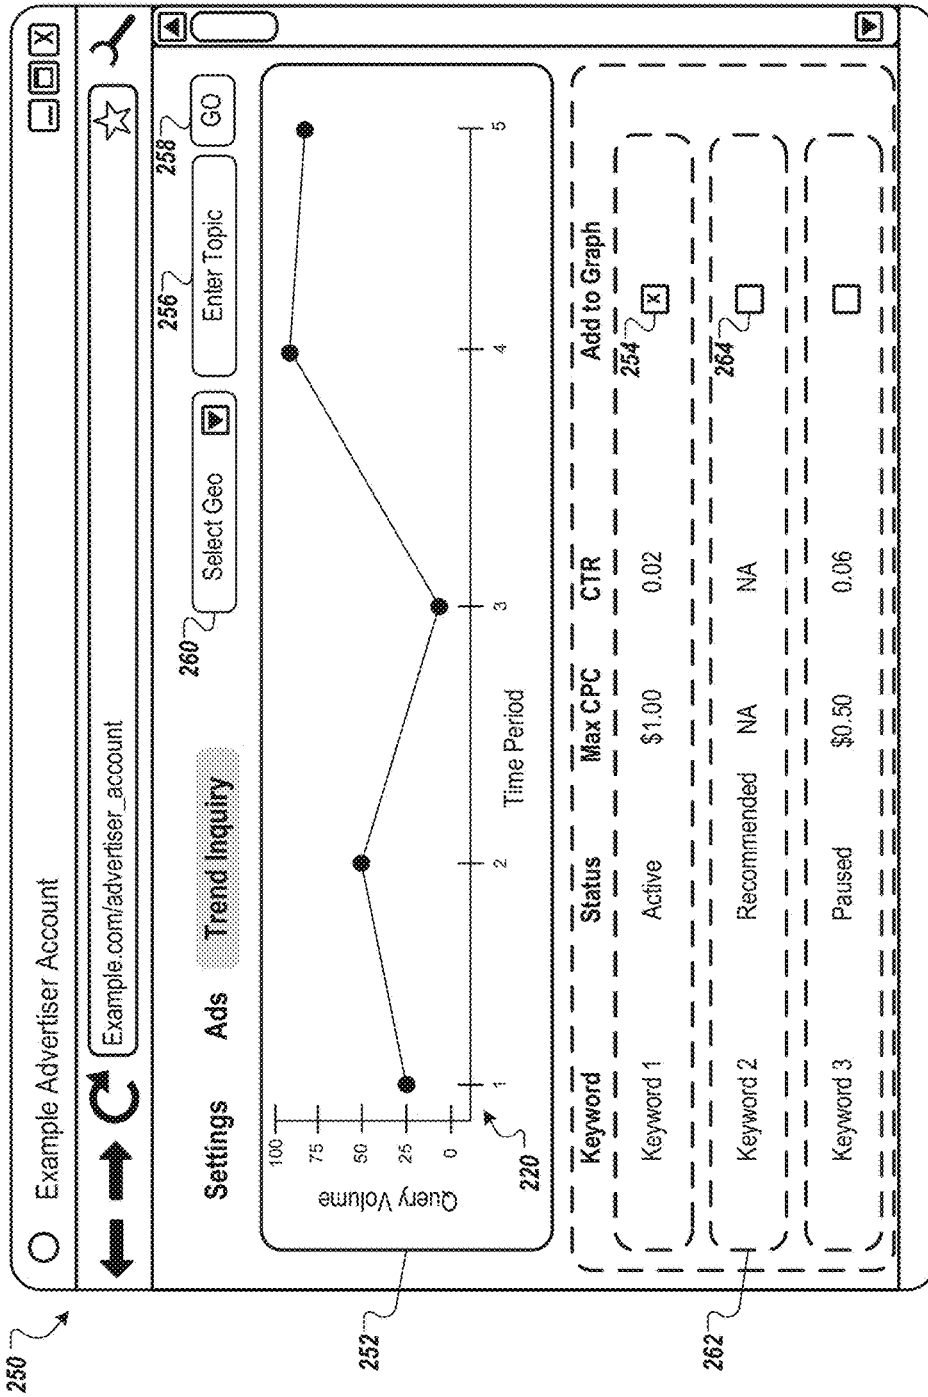 250
Example Advertiser Account
X
Example.com/advertiser_account
258
256
260
Settings Ads Trend Inquiry Select Geo Enter Topic GO
252
100
75
50
25
0
Query Volume
1 2 3 4 5
Time Period
220
Keyword Status Max CPC CTR Add to Graph
254
Keyword 1 Active $1.00 0.02 x
262
264
Keyword 2 Recommended NA NA
Keyword 3 Paused $0.50 0.06